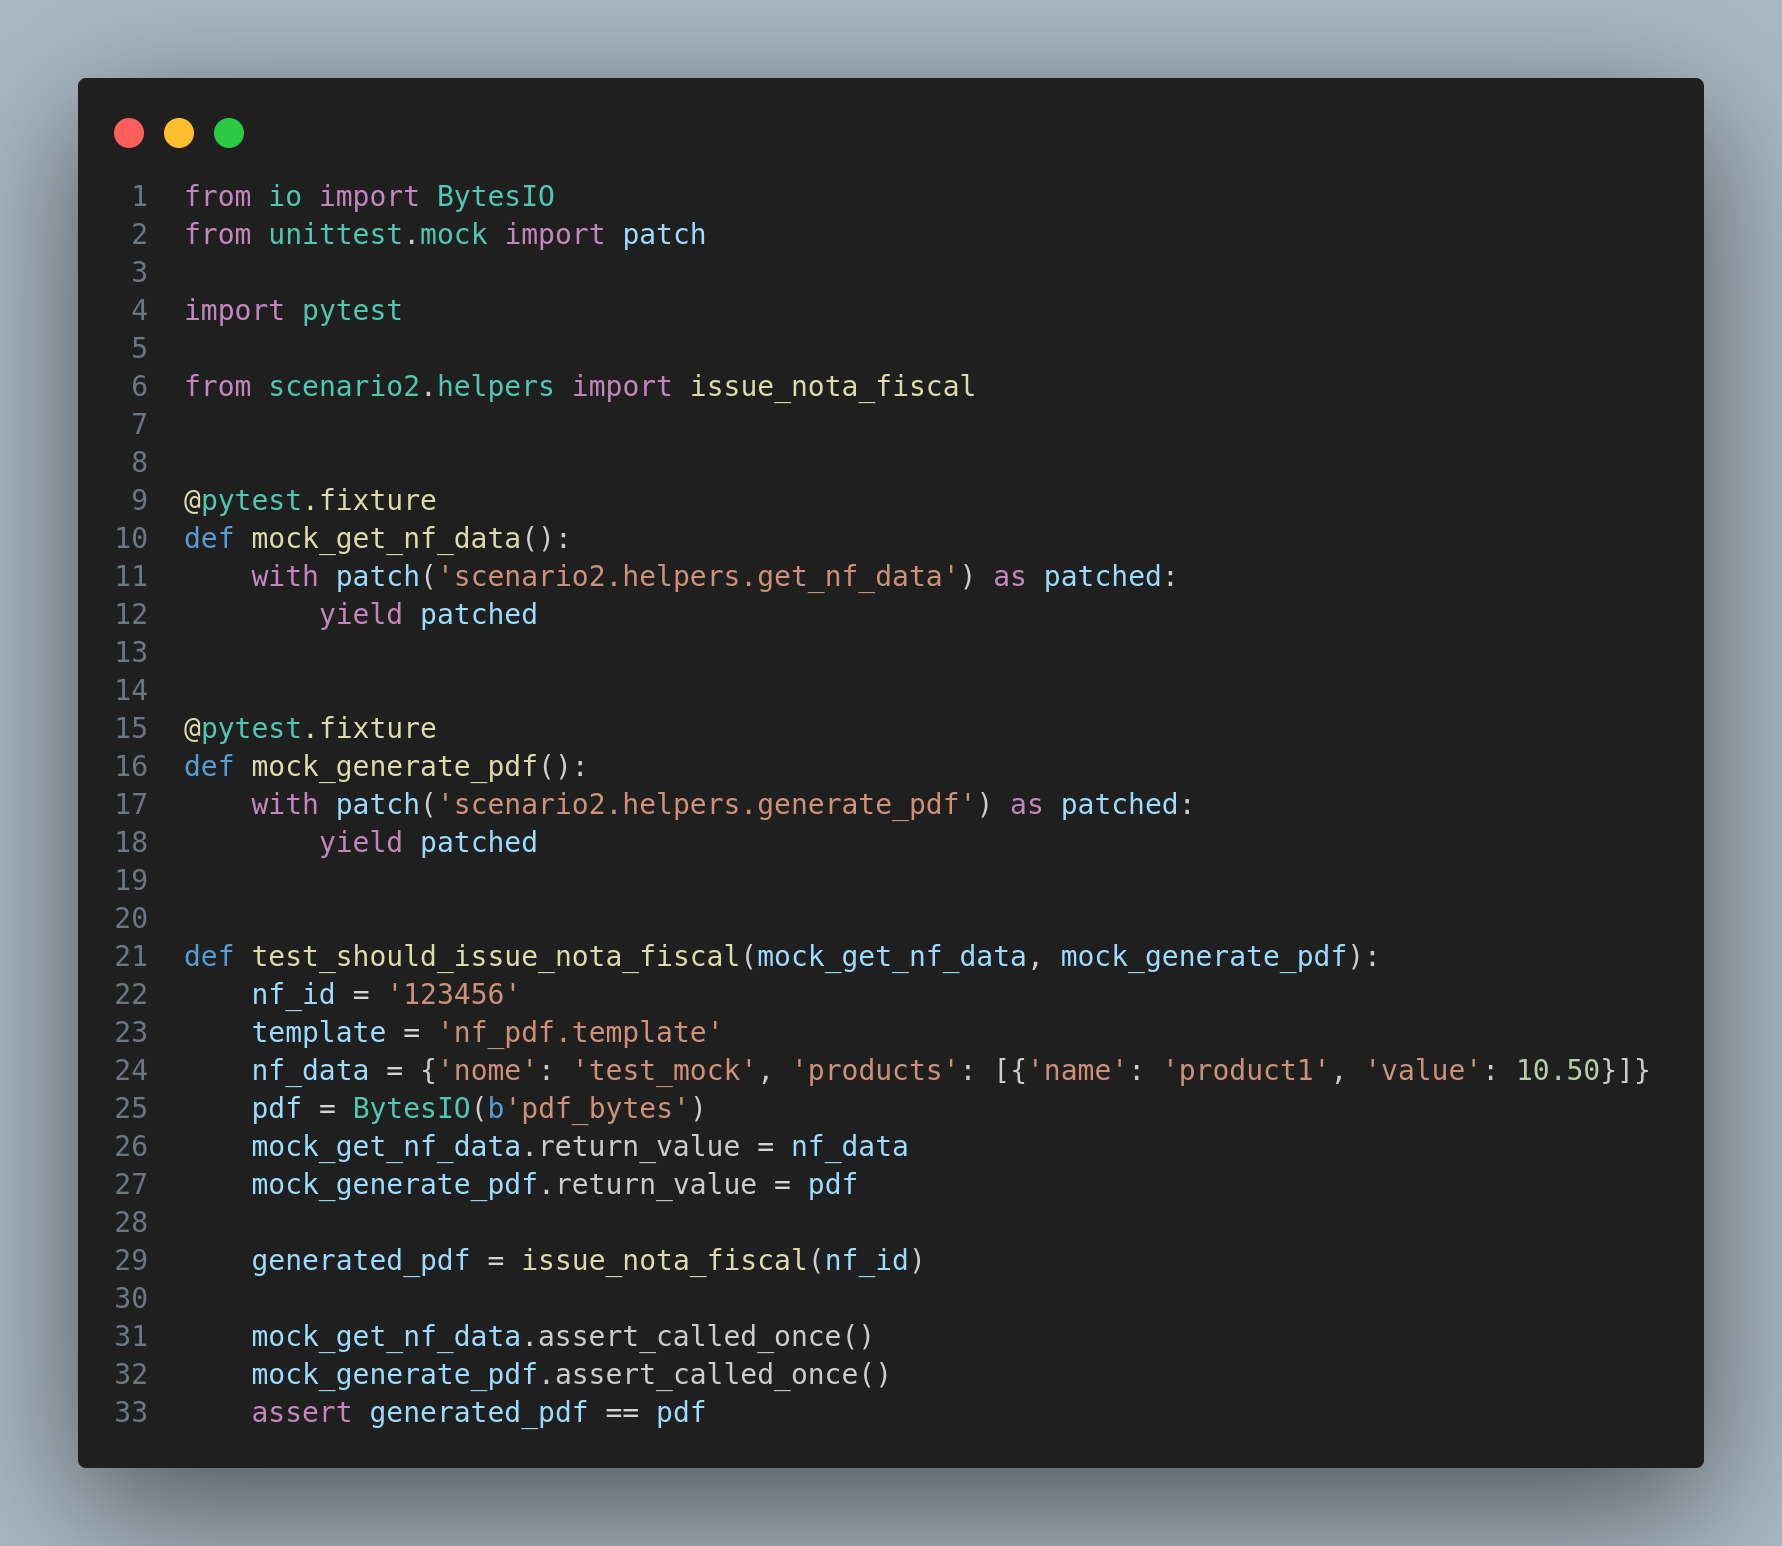 1 from io import BytesIO
2 from unittest.mock import patch
3
4 import pytest
5
6 from scenario2.helpers import issue_nota_fiscal
7
8
9 @pytest.fixture
10 def mock_get_nf_data():
11     with patch('scenario2.helpers.get_nf_data') as patched:
12         yield patched
13
14
15 @pytest.fixture
16 def mock_generate_pdf():
17     with patch('scenario2.helpers.generate_pdf') as patched:
18         yield patched
19
20
21 def test_should_issue_nota_fiscal(mock_get_nf_data, mock_generate_pdf):
22     nf_id = '123456'
23     template = 'nf_pdf.template'
24     nf_data = {'nome': 'test_mock', 'products': [{'name': 'product1', 'value': 10.50}]}
25     pdf = BytesIO(b'pdf_bytes')
26     mock_get_nf_data.return_value = nf_data
27     mock_generate_pdf.return_value = pdf
28
29     generated_pdf = issue_nota_fiscal(nf_id)
30
31     mock_get_nf_data.assert_called_once()
32     mock_generate_pdf.assert_called_once()
33     assert generated_pdf == pdf